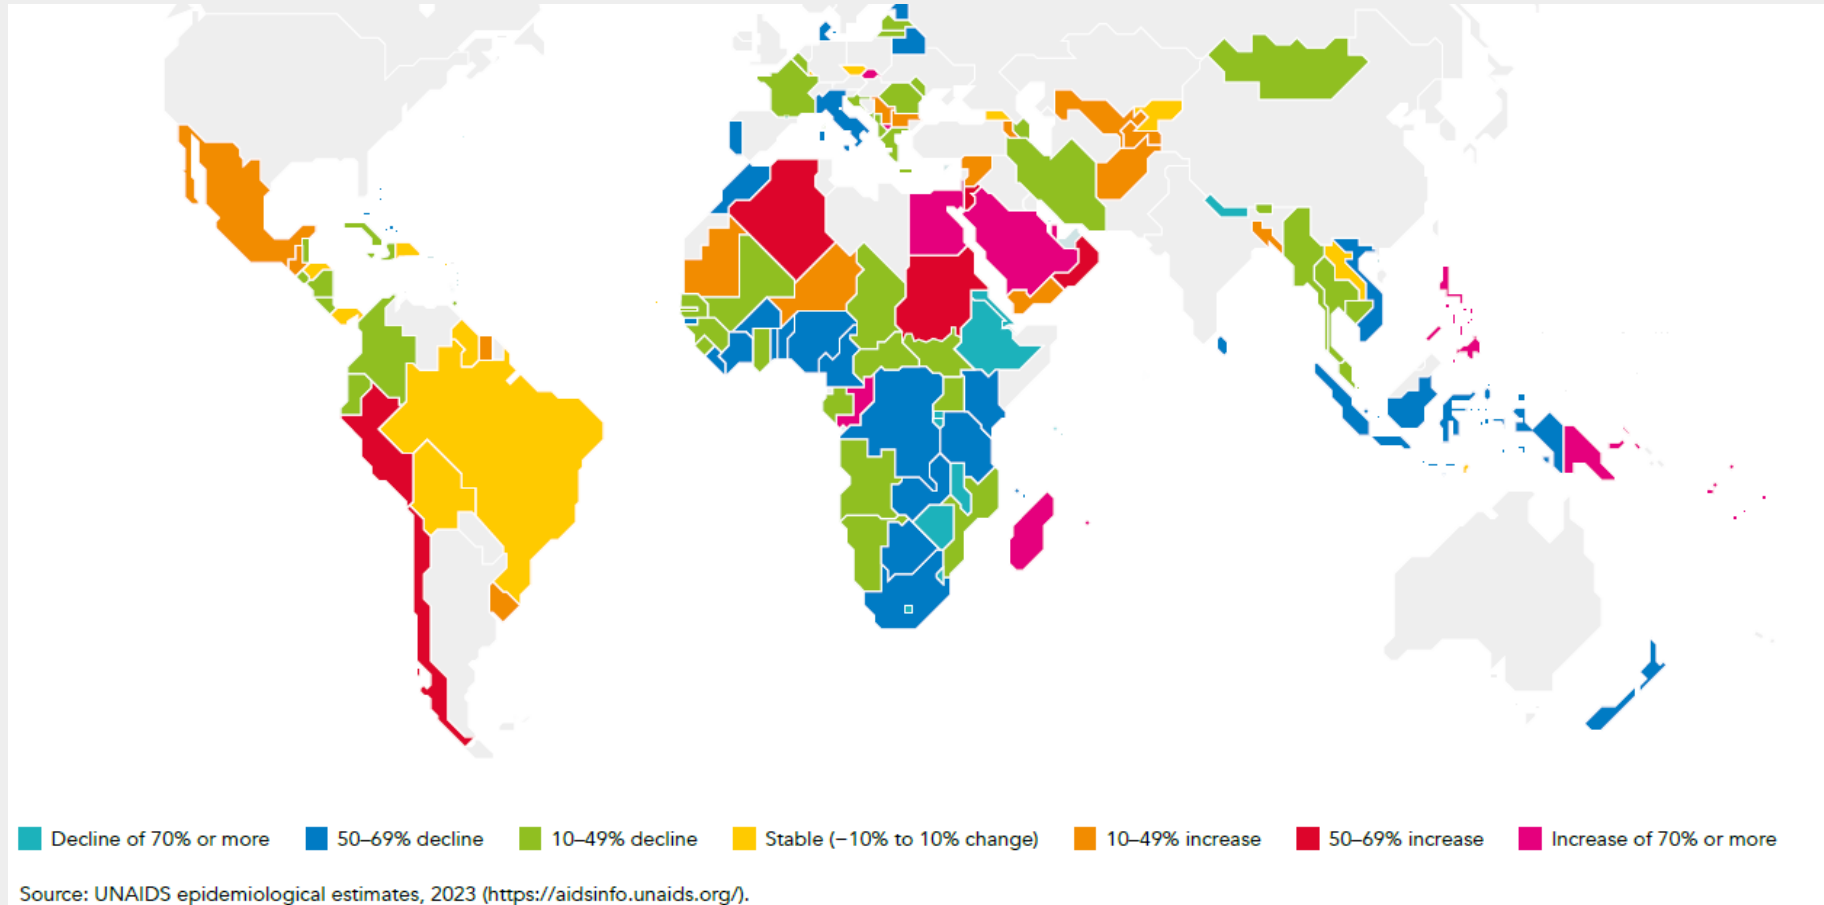 Decline of 70% or more 50–69% decline 10–49% decline Stable (−10% to 10% change) 10–49% increase 50–69% increase Increase of 70% or more
Source: UNAIDS epidemiological estimates, 2023 (https://aidsinfo.unaids.org/).